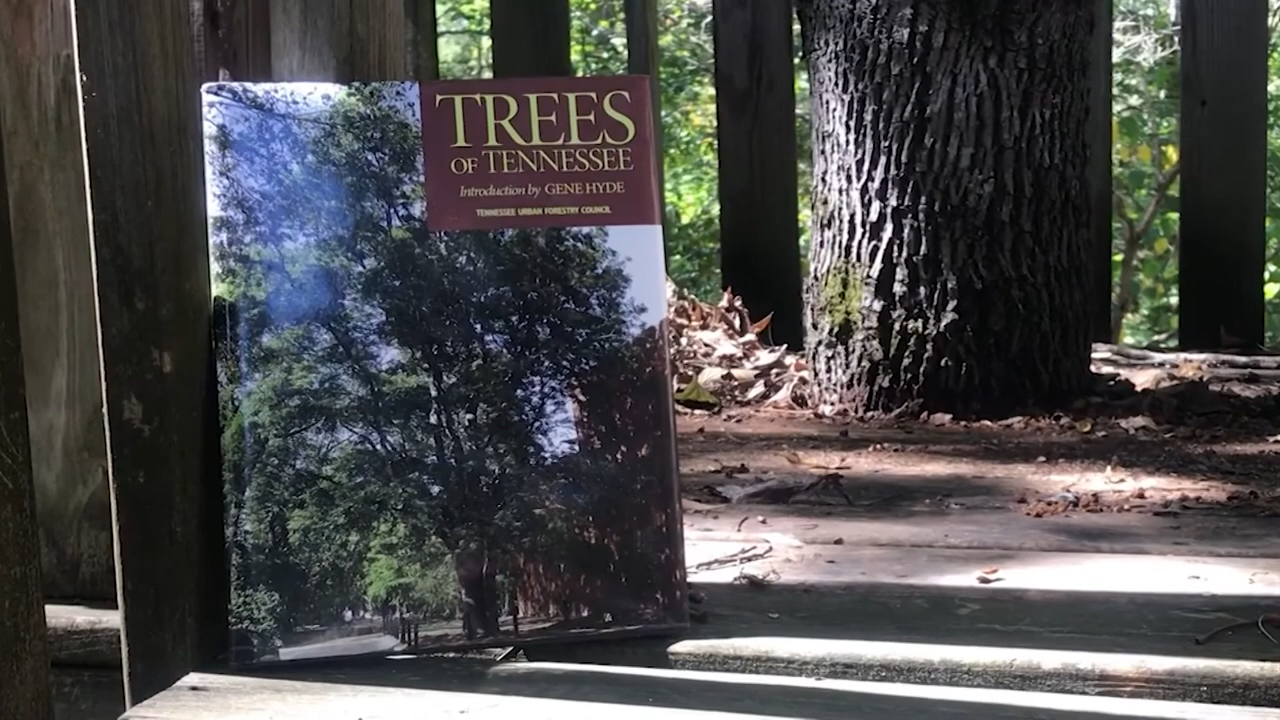 TREES
OF TENNESSEE
Introduction by GENE HYDE
TENNESSEE URBAN FORESTRY COUNCIL